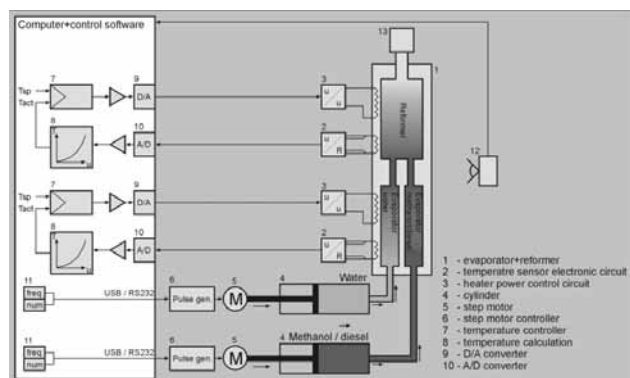 Computer+control software
13
7
9
3
1
Tsp
Tact
D/A
u
u
8
10
2
T
A/D
u
R
Reformer
12
7
9
3
Tsp
Tact
D/A
u
u
8
10
2
T
A/D
u
R
Evaporator
water
Evaporator
11
6
5
4
Water
freq
num
USB / RS232
Pulse gen.
M
11
6
5
4
Methanol / diesel
freq
num
USB / RS232
Pulse gen.
M
1 - evaporator+reformer
2 - temperatre sensor electronic circuit
3 - heater power control circuit
4 - cylinder
5 - step motor
6 - step motor controller
7 - temperature controller
8 - temperature calculation
9 - D/A converter
10 - A/D converter